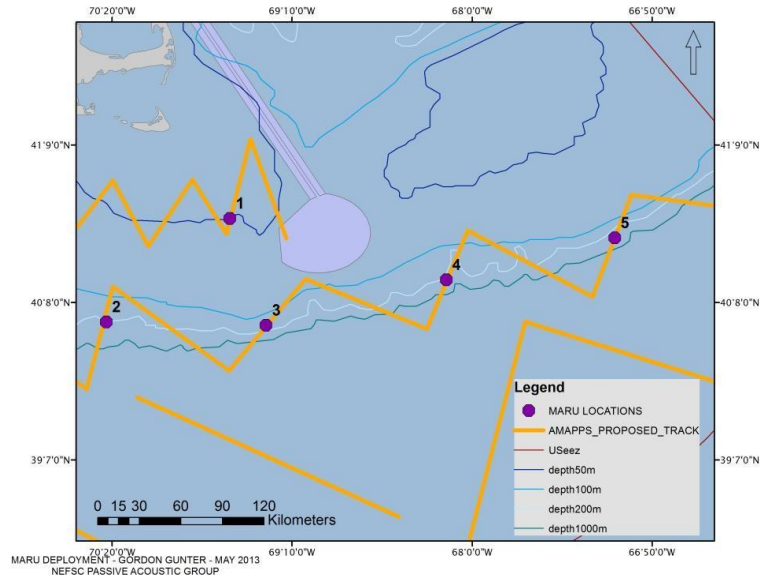 70°20'0"W 69°10'0"W 68°0'0"W 66°50'0"W
41°9'0"N 41°9'0"N
1
5
4
40°8'0"N 2 3 40°8'0"N
Legend
MARU LOCATIONS
AMAPPS_PROPOSED_TRACK
USeez
depth50m
depth100m
depth200m
depth1000m
39°7'0"N 39°7'0"N
0 15 30 60 90 120
Kilometers
70°20'0"W 69°10'0"W 68°0'0"W 66°50'0"W
MARU DEPLOYMENT - GORDON GUNTER - MAY 2013
NEFSC PASSIVE ACOUSTIC GROUP